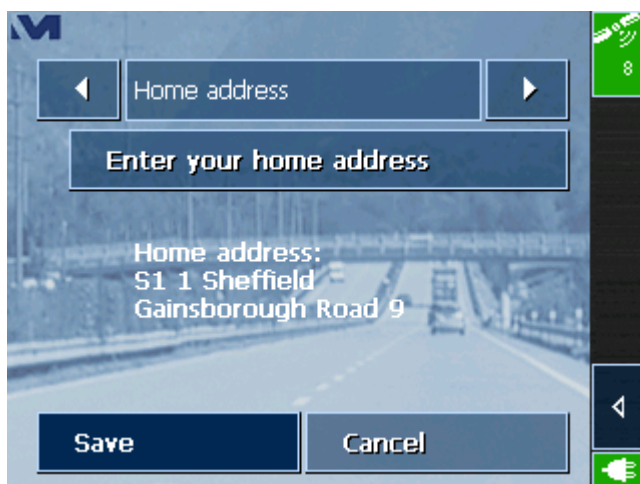 8
Home address
Enter your home address
Home address:
S1 1 Sheffield
Gainsborough Road 9
Save
Cancel